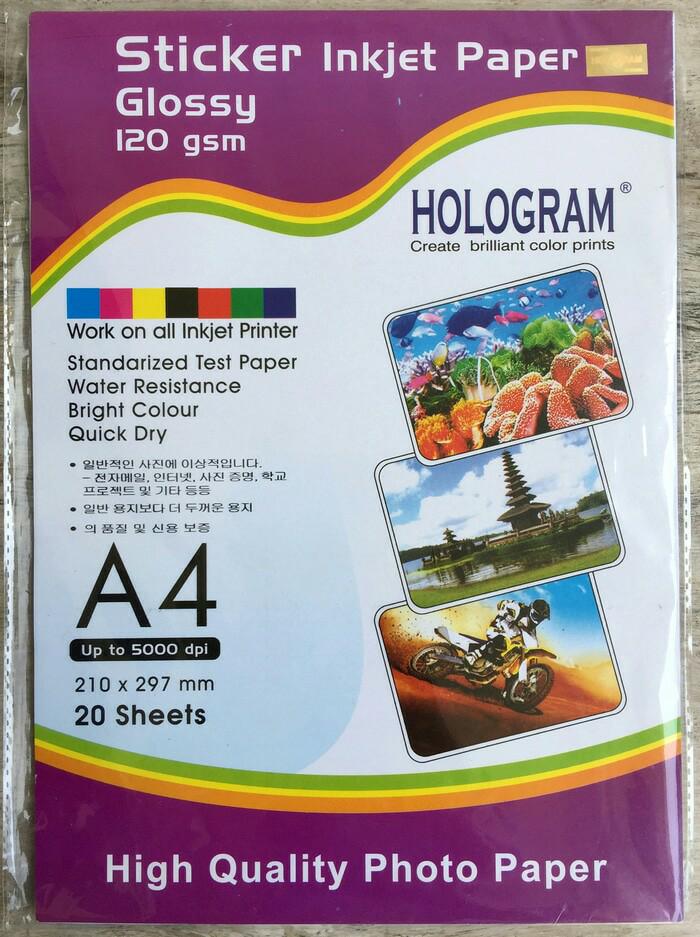 Sticker Inkjet Paper
HOLOGRAM
Glossy
120 gsm
HOLOGRAM®
Create brilliant color prints
Work on all Inkjet Printer
Standarized Test Paper
Water Resistance
Bright Colour
Quick Dry
• 일반적인 사진에 이상적입니다.
– 전자메일, 인터넷, 사진 증명, 학교
프로젝트 및 기타 등등
• 일반 용지보다 더 두꺼운 용지
• 의 품질 및 신용 보증
A4
Up to 5000 dpi
210 x 297 mm
20 Sheets
High Quality Photo Paper